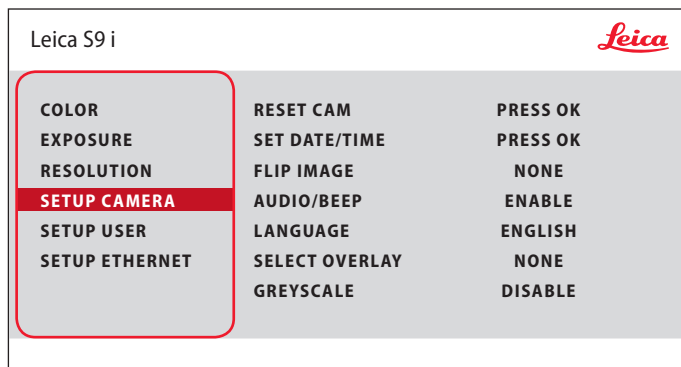 Leica S9 i Leica
COLOR RESET CAM PRESS OK
EXPOSURE SET DATE/TIME PRESS OK
RESOLUTION FLIP IMAGE NONE
SETUP CAMERA AUDIO/BEEP ENABLE
SETUP USER LANGUAGE ENGLISH
SETUP ETHERNET SELECT OVERLAY NONE
GREYSCALE DISABLE